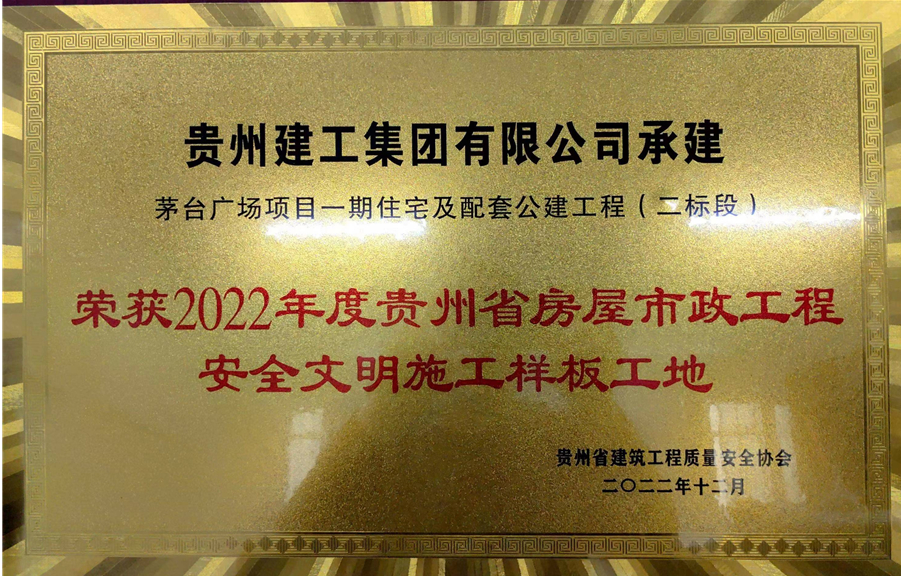 贵州建工集团有限公司承建
茅台广场项目一期住宅及配套公建工程（二标段）
荣获2022年度贵州省房屋市政工程
安全文明施工样板工地
贵州省建筑工程质量安全协会
二〇二二年十二月